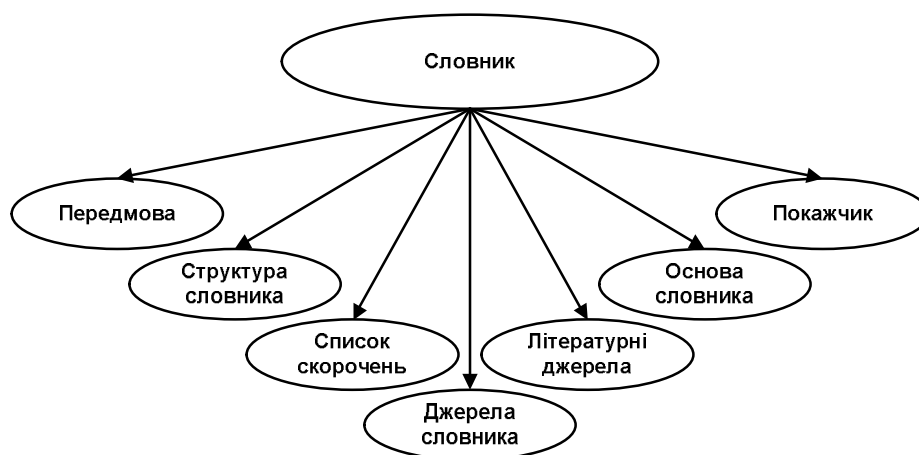 Словник
Передмова
Покажчик
Структура
словника
Основа
словника
Список
скорочень
Літературні
джерела
Джерела
словника